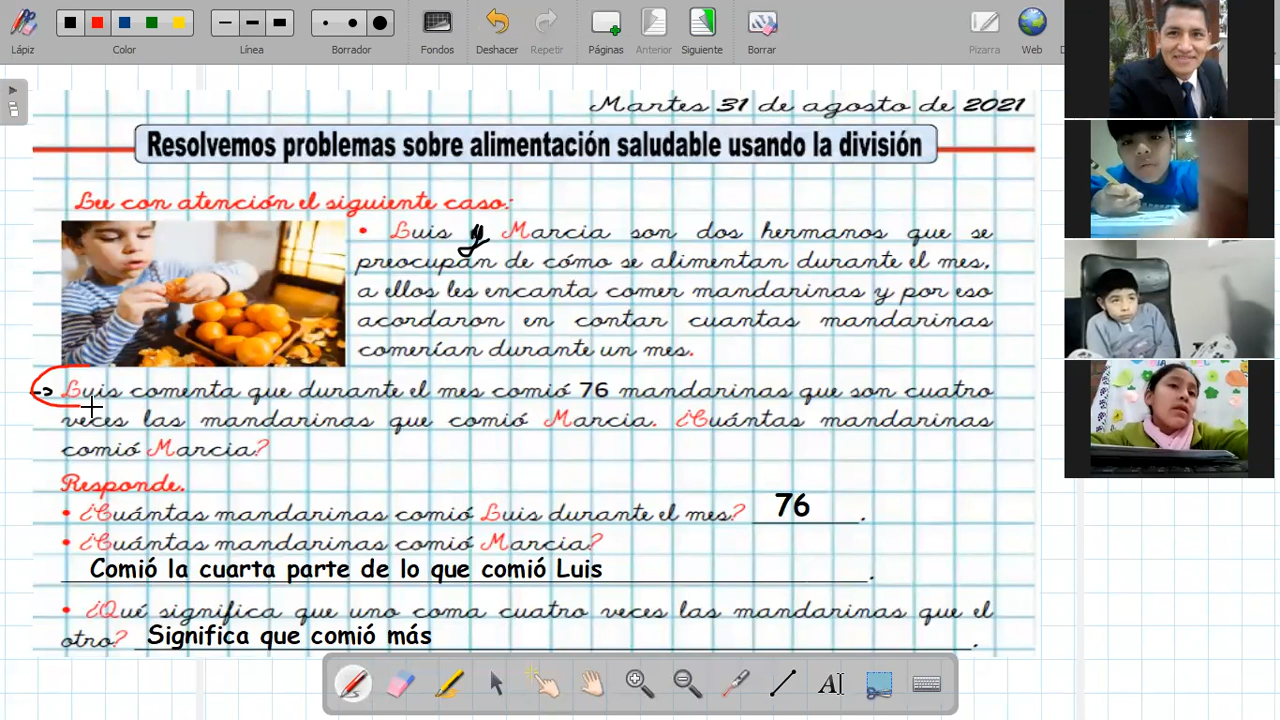 Lápiz Color Línea Borrador Fondos Deshacer Repetir Páginas Anterior Siguiente Borrar Pizarra Web
Martes 31 de agosto de 2021
Resolvemos problemas sobre alimentación saludable usando la división
Lee con atención el siguiente caso:
• Luis y Marcia son dos hermanos que se
preocupan de cómo se alimentan durante el mes,
a ellos les encanta comer mandarinas y por eso
acordaron en contar cuantas mandarinas
comerían durante un mes.
Luis comenta que durante el mes comió 76 mandarinas que son cuatro
veces las mandarinas que comió Marcia. ¿Cuántas mandarinas
comió Marcia?
Responde.
• ¿Cuántas mandarinas comió Luis durante el mes? 76.
• ¿Cuántas mandarinas comió Marcia?
Comió la cuarta parte de lo que comió Luis.
• ¿Qué significa que uno coma cuatro veces las mandarinas que el
otro? Significa que comió más.
AI